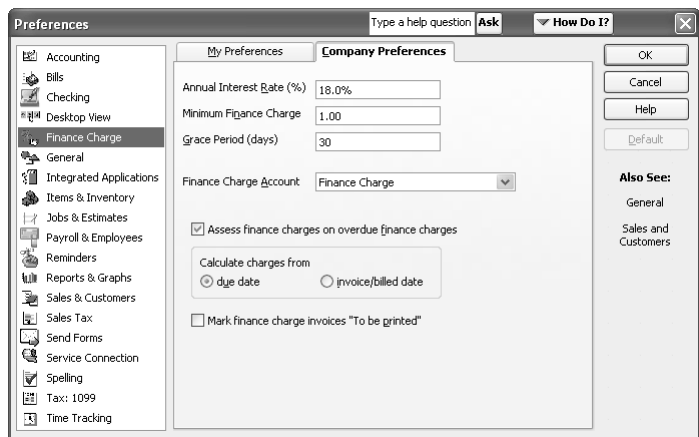 Preferences
Type a help question Ask
How Do I?
Accounting
Bills
Checking
Desktop View
Finance Charge
General
Integrated Applications
Items & Inventory
Jobs & Estimates
Payroll & Employees
Reminders
Reports & Graphs
Sales & Customers
Sales Tax
Send Forms
Service Connection
Spelling
Tax: 1099
Time Tracking
My Preferences
Company Preferences
Annual Interest Rate (%) 18.0%
Minimum Finance Charge 1.00
Grace Period (days) 30
Finance Charge Account Finance Charge
Assess finance charges on overdue finance charges
Calculate charges from
due date invoice/billed date
Mark finance charge invoices "To be printed"
OK
Cancel
Help
Default
Also See:
General
Sales and
Customers